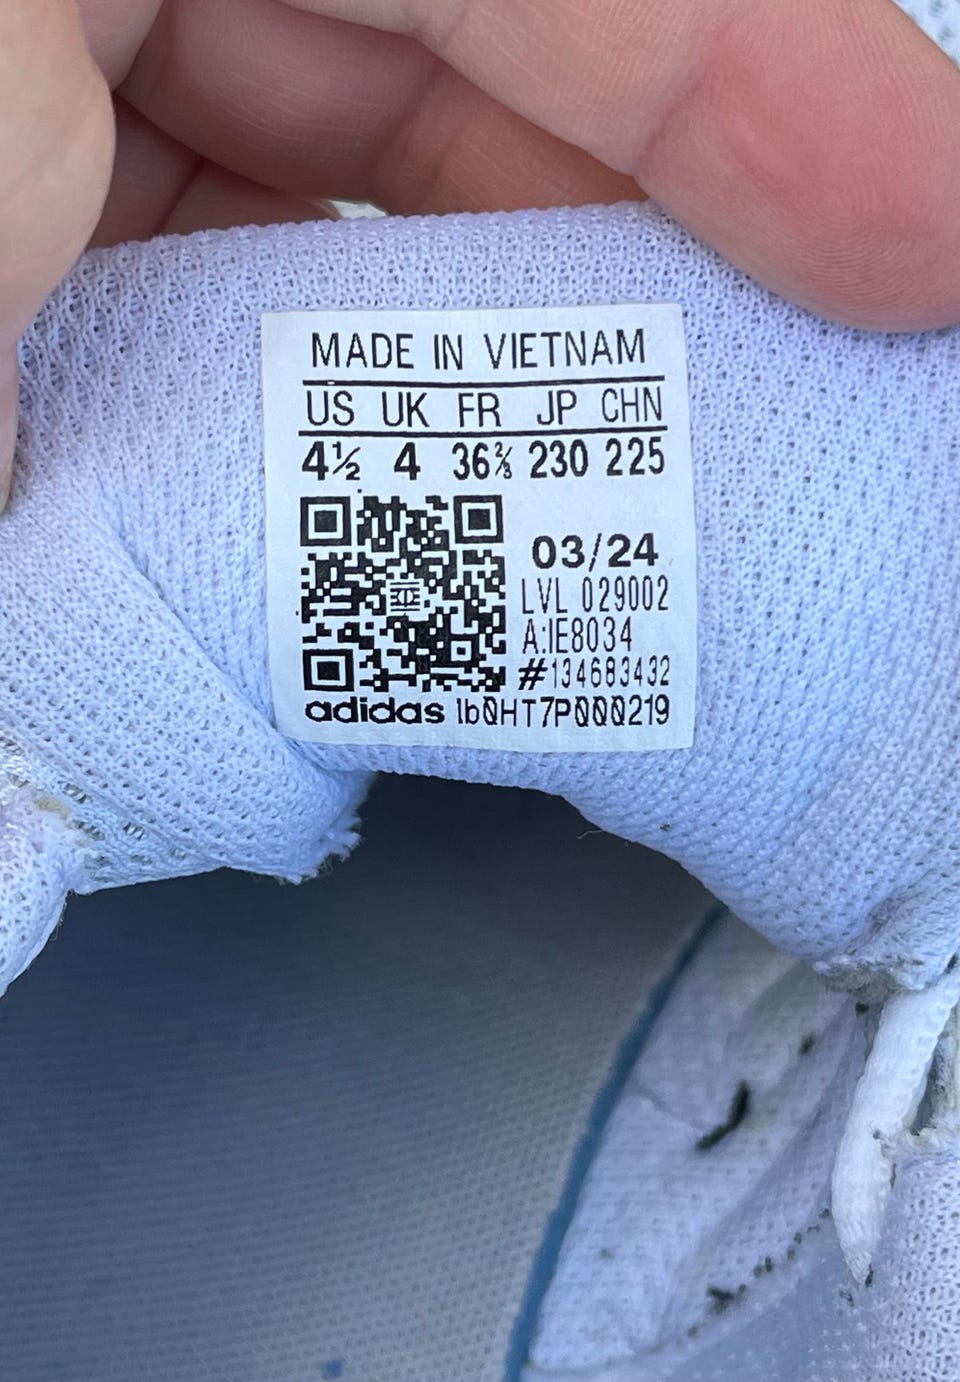 MADE IN VIETNAM
US UK FR JP CHN
4½ 4 36⅔ 230 225
03/24
LVL 029002
A:IE8034
#134683432
adidas lb0HT7P000219